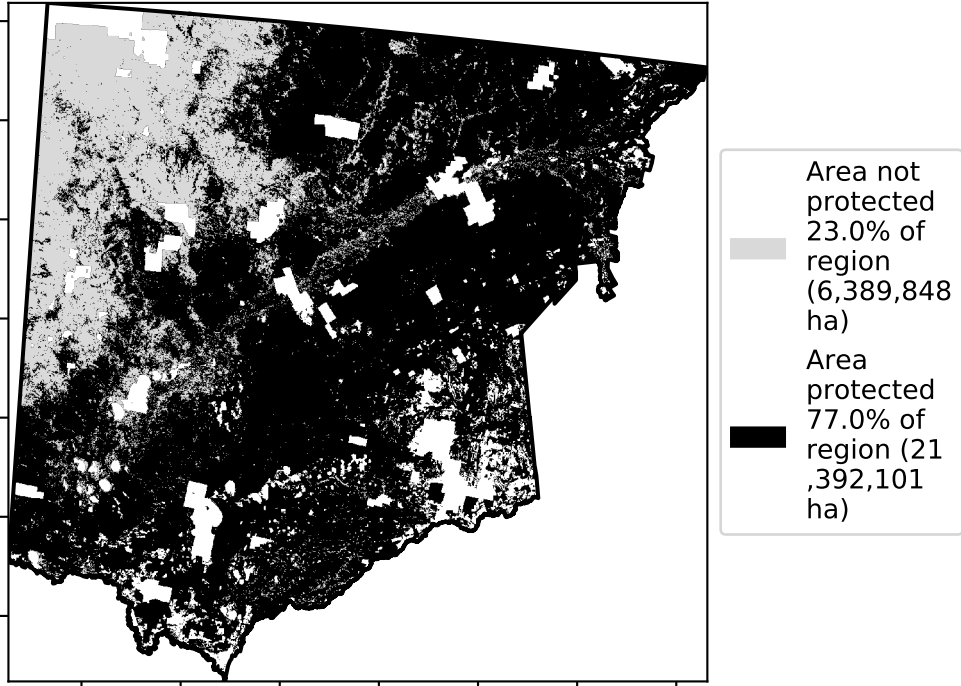 Area not
protected
23.0% of
region
(6,389,848
ha)
Area
protected
77.0% of
region (21
,392,101
ha)